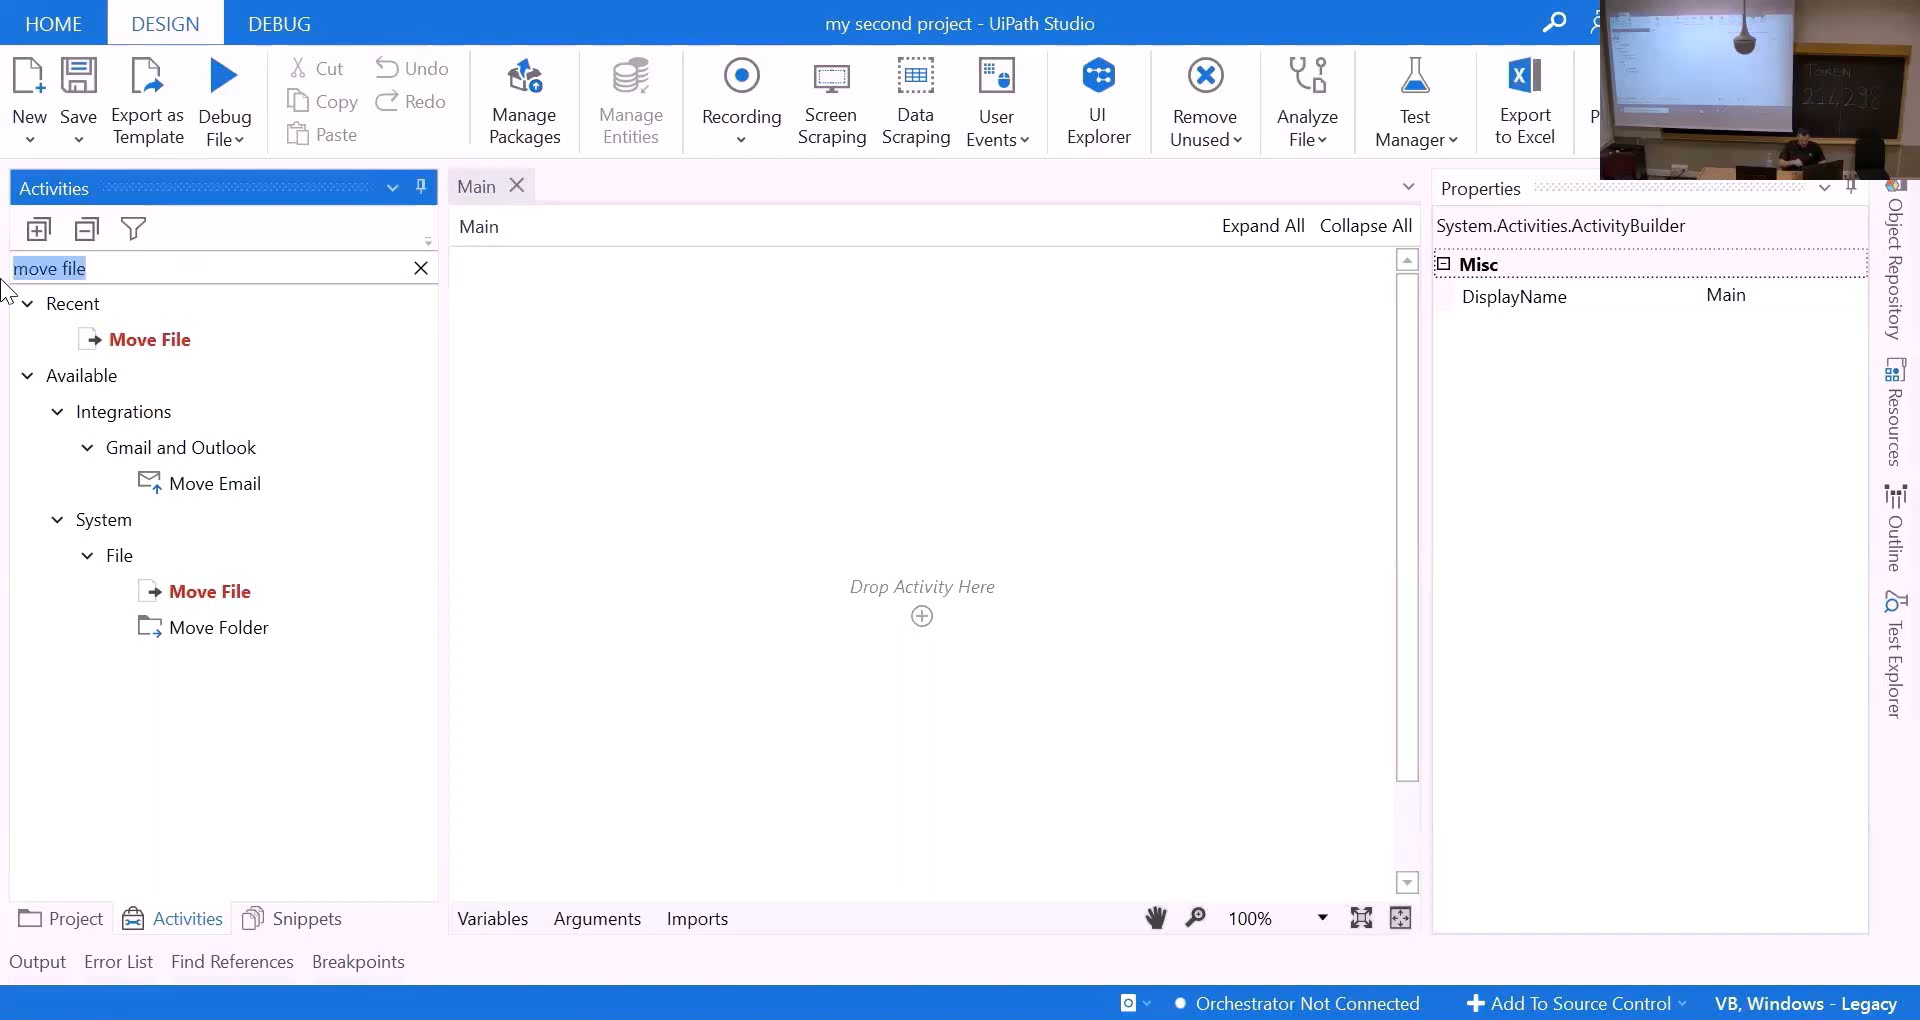 HOME
DESIGN
DEBUG
my second project - UiPath Studio
New
Save
Export as Template
Debug File
Cut
Copy
Paste
Undo
Redo
Manage Packages
Manage Entities
Recording
Screen Scraping
Data Scraping
User Events
UI Explorer
Remove Unused
Analyze File
Test Manager
Export to Excel
P
TOKEN
214298
Activities
move file
Recent
Move File
Available
Integrations
Gmail and Outlook
Move Email
System
File
Move File
Move Folder
Project
Activities
Snippets
Main
Main
Expand All
Collapse All
Drop Activity Here
Variables
Arguments
Imports
100%
Properties
System.Activities.ActivityBuilder
Misc
DisplayName
Main
Object Repository
Resources
Outline
Test Explorer
Output
Error List
Find References
Breakpoints
Orchestrator Not Connected
Add To Source Control
VB, Windows - Legacy